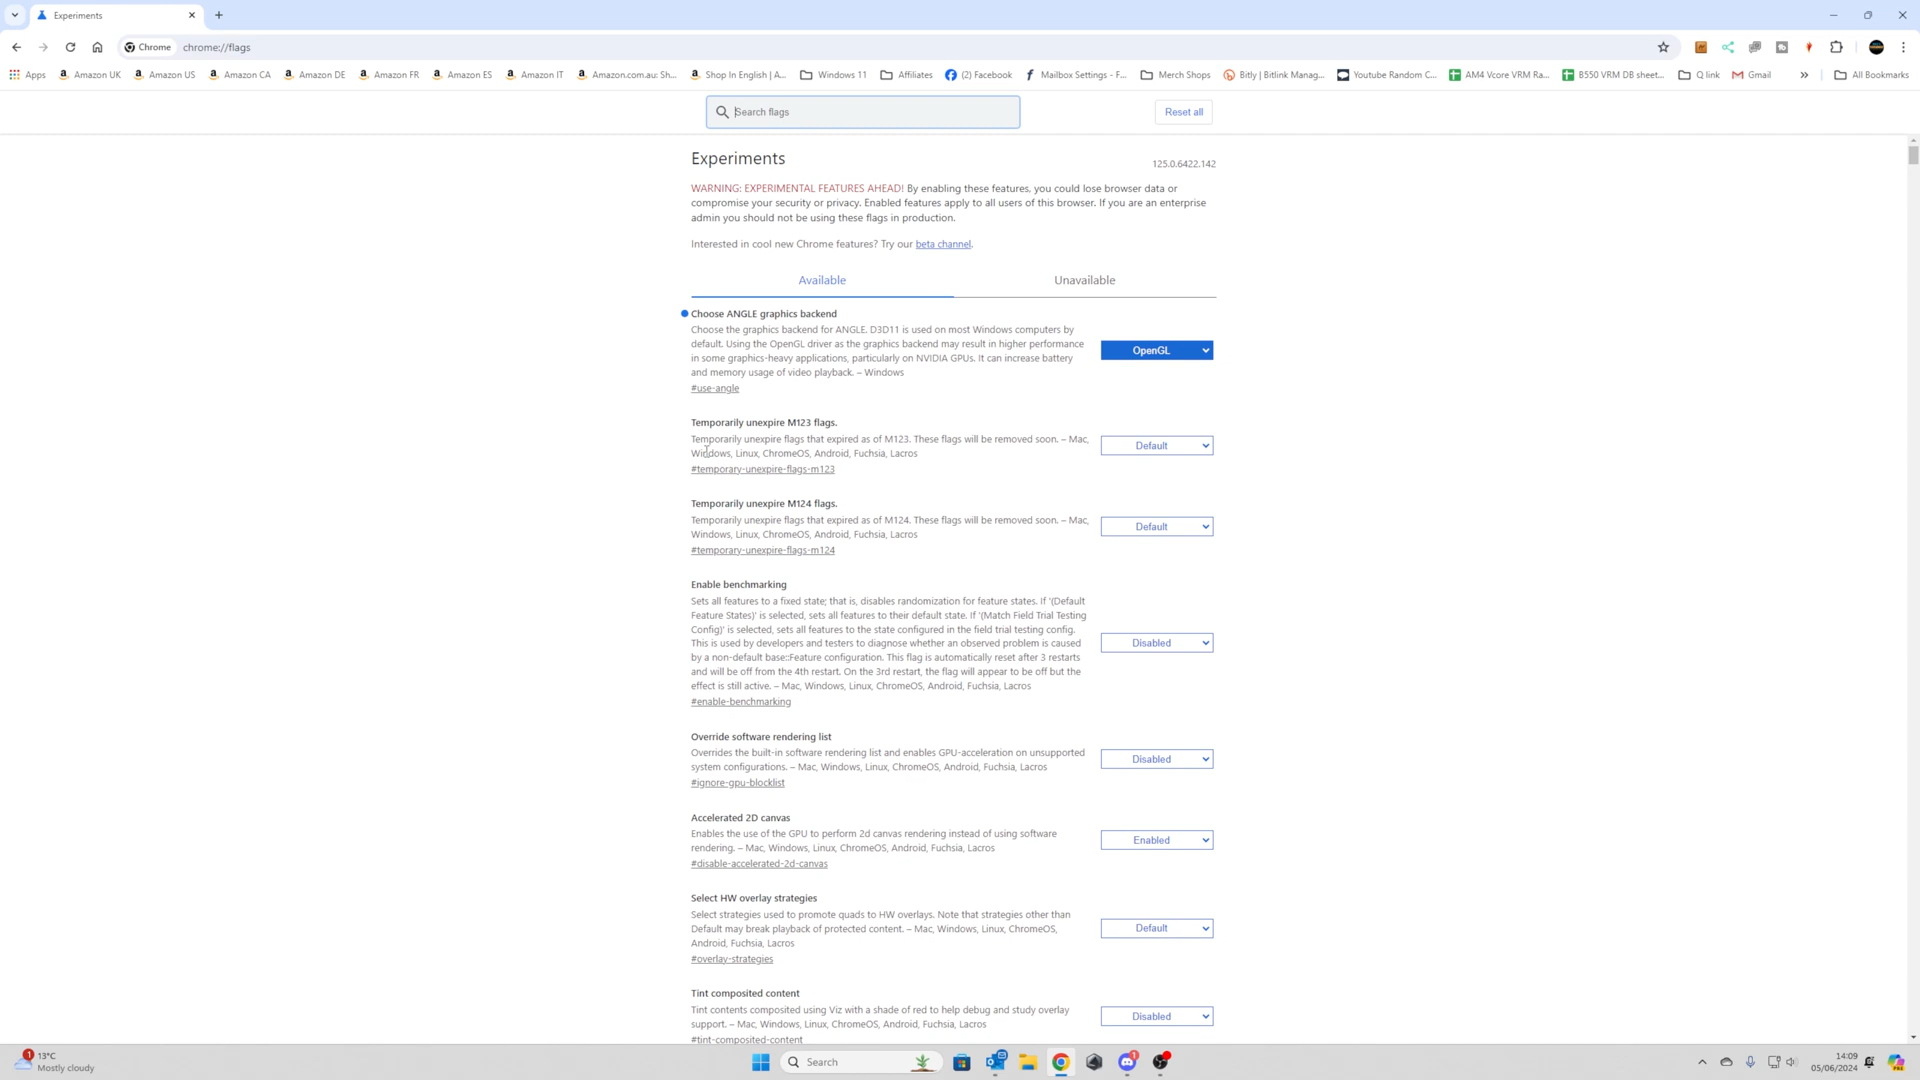 Experiments
Chrome
chrome://flags
Apps
Amazon UK
Amazon US
Amazon CA
Amazon DE
Amazon FR
Amazon ES
Amazon IT
Amazon.com.au: Sh...
Shop In English | A...
Windows 11
Affiliates
(2) Facebook
Mailbox Settings - F...
Merch Shops
Bitly | Bitlink Manag...
Youtube Random C...
AM4 Vcore VRM Ra...
B550 VRM DB sheet...
Q link
Gmail
»
All Bookmarks
Search flags
Reset all
Experiments
125.0.6422.142
WARNING: EXPERIMENTAL FEATURES AHEAD! By enabling these features, you could lose browser data or
compromise your security or privacy. Enabled features apply to all users of this browser. If you are an enterprise
admin you should not be using these flags in production.
Interested in cool new Chrome features? Try our beta channel.
Available
Unavailable
Choose ANGLE graphics backend
Choose the graphics backend for ANGLE. D3D11 is used on most Windows computers by
default. Using the OpenGL driver as the graphics backend may result in higher performance
in some graphics-heavy applications, particularly on NVIDIA GPUs. It can increase battery
and memory usage of video playback. – Windows
#use-angle
OpenGL
Temporarily unexpire M123 flags.
Temporarily unexpire flags that expired as of M123. These flags will be removed soon. – Mac,
Windows, Linux, ChromeOS, Android, Fuchsia, Lacros
#temporary-unexpire-flags-m123
Default
Temporarily unexpire M124 flags.
Temporarily unexpire flags that expired as of M124. These flags will be removed soon. – Mac,
Windows, Linux, ChromeOS, Android, Fuchsia, Lacros
#temporary-unexpire-flags-m124
Default
Enable benchmarking
Sets all features to a fixed state; that is, disables randomization for feature states. If '(Default
Feature States)' is selected, sets all features to their default state. If '(Match Field Trial Testing
Config)' is selected, sets all features to the state configured in the field trial testing config.
This is used by developers and testers to diagnose whether an observed problem is caused
by a non-default base::Feature configuration. This flag is automatically reset after 3 restarts
and will be off from the 4th restart. On the 3rd restart, the flag will appear to be off but the
effect is still active. – Mac, Windows, Linux, ChromeOS, Android, Fuchsia, Lacros
#enable-benchmarking
Disabled
Override software rendering list
Overrides the built-in software rendering list and enables GPU-acceleration on unsupported
system configurations. – Mac, Windows, Linux, ChromeOS, Android, Fuchsia, Lacros
#ignore-gpu-blocklist
Disabled
Accelerated 2D canvas
Enables the use of the GPU to perform 2d canvas rendering instead of using software
rendering. – Mac, Windows, Linux, ChromeOS, Android, Fuchsia, Lacros
#disable-accelerated-2d-canvas
Enabled
Select HW overlay strategies
Select strategies used to promote quads to HW overlays. Note that strategies other than
Default may break playback of protected content. – Mac, Windows, Linux, ChromeOS,
Android, Fuchsia, Lacros
#overlay-strategies
Default
Tint composited content
Tint contents composited using Viz with a shade of red to help debug and study overlay
support. – Mac, Windows, Linux, ChromeOS, Android, Fuchsia, Lacros
#tint-composited-content
Disabled
1
13°C
Mostly cloudy
Search
1
14:09
05/06/2024
PRE